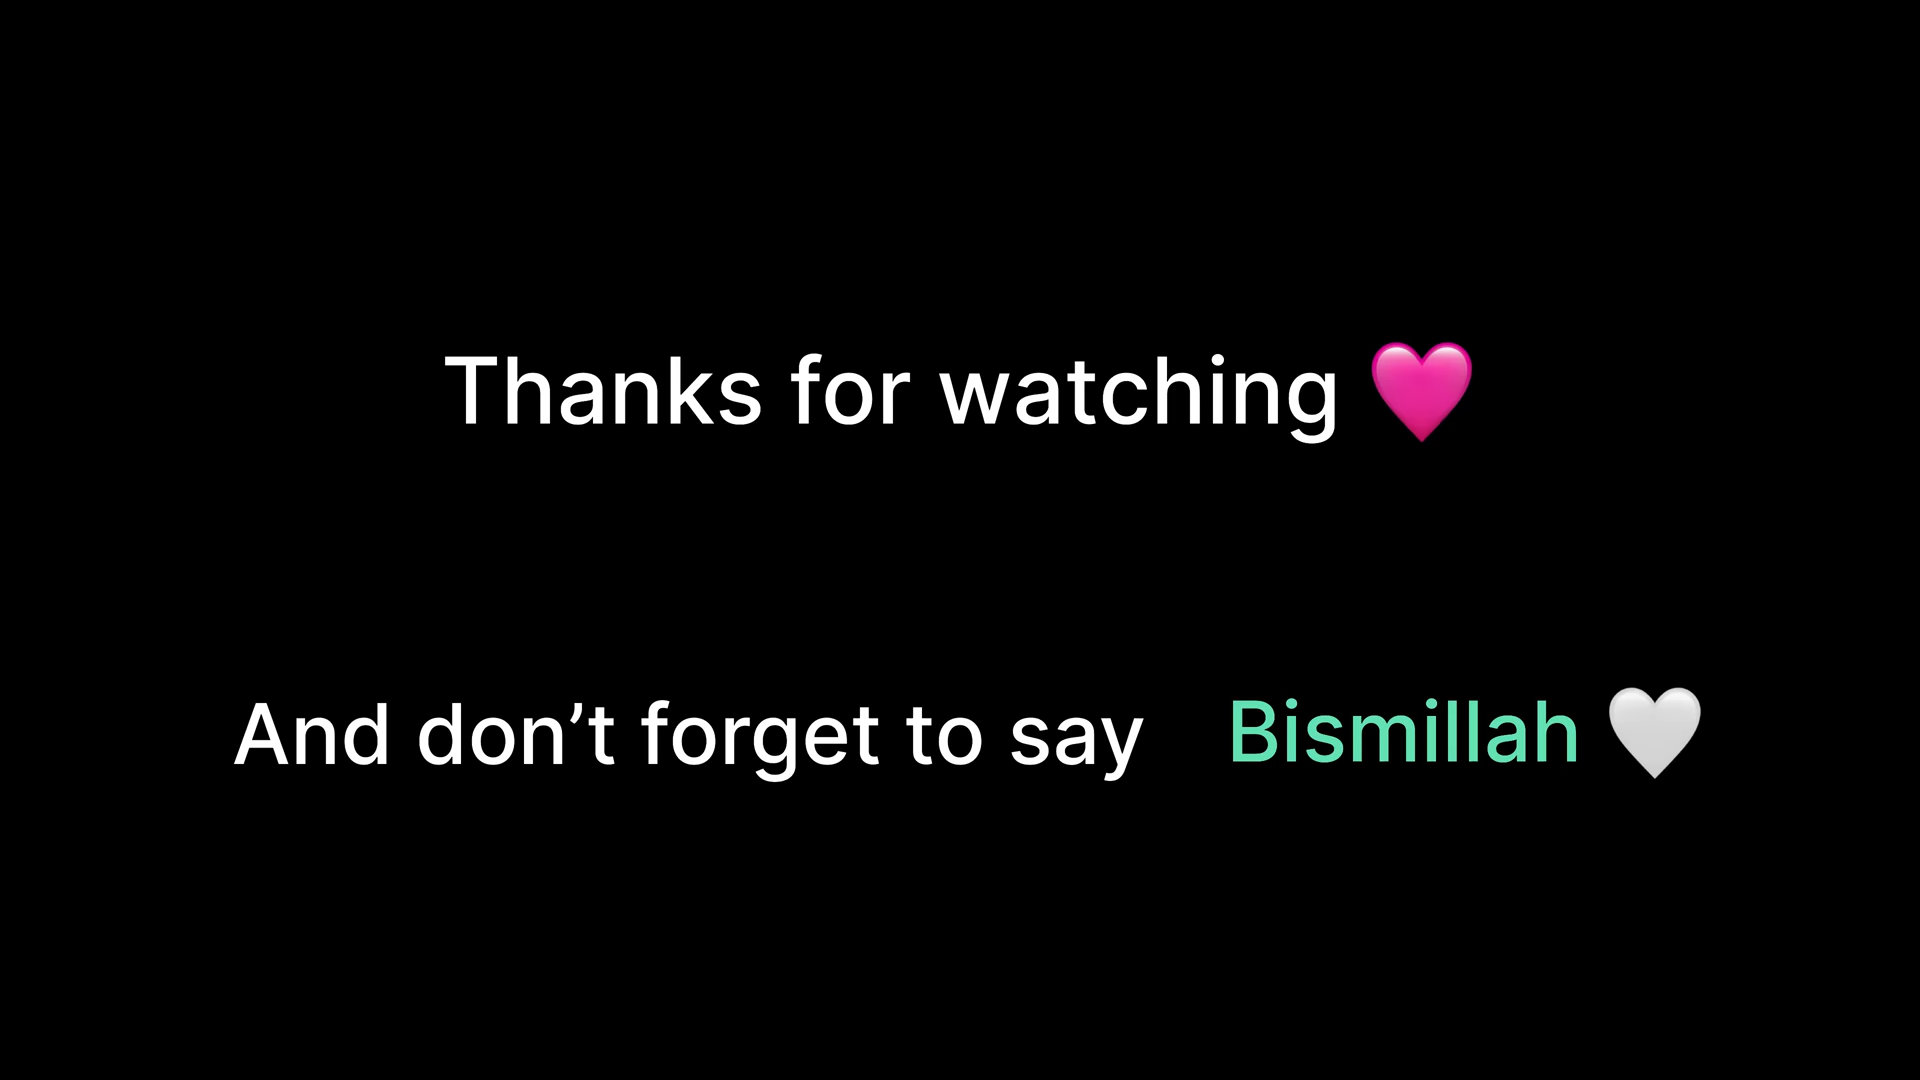 Thanks for watching 🩷
And don’t forget to say Bismillah 🤍